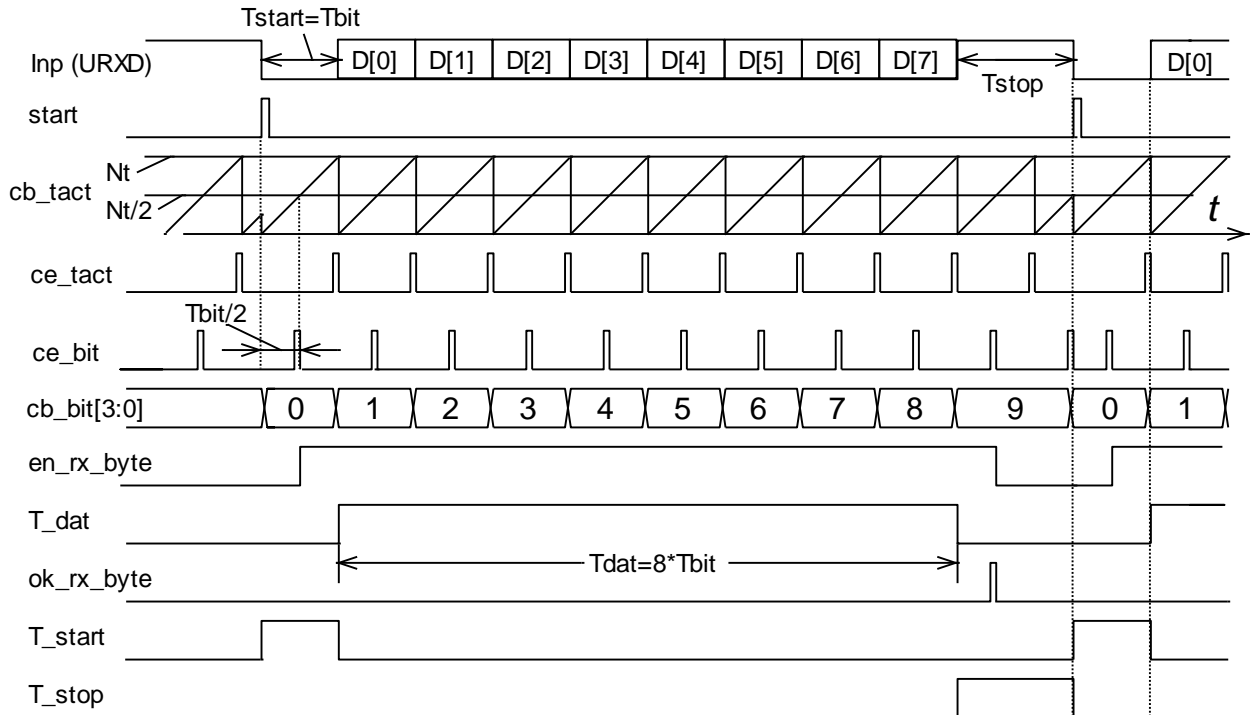 Tstart=Tbit
Inp (URXD) D[0] D[1] D[2] D[3] D[4] D[5] D[6] D[7] D[0]
Tstop
start
Nt
cb_tact
Nt/2
t
ce_tact
Tbit/2
ce_bit
cb_bit[3:0] 0 1 2 3 4 5 6 7 8 9 0 1
en_rx_byte
T_dat
Tdat=8*Tbit
ok_rx_byte
T_start
T_stop